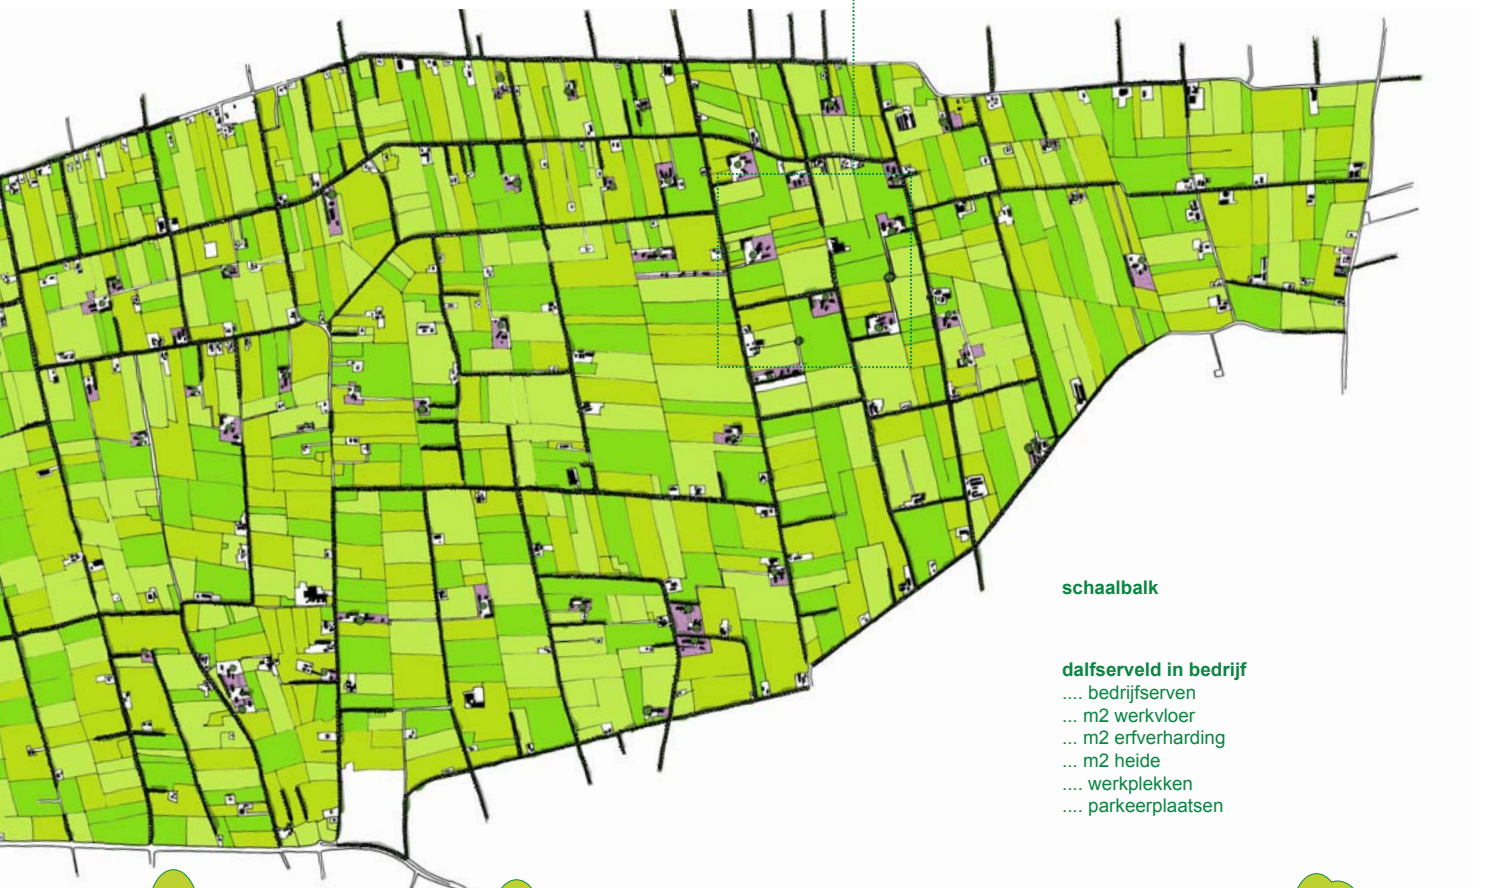 schaalbalk
dalfserveld in bedrijf
.... bedrijfserven
... m2 werkvloer
... m2 erfverharding
... m2 heide
.... werkplekken
.... parkeerplaatsen